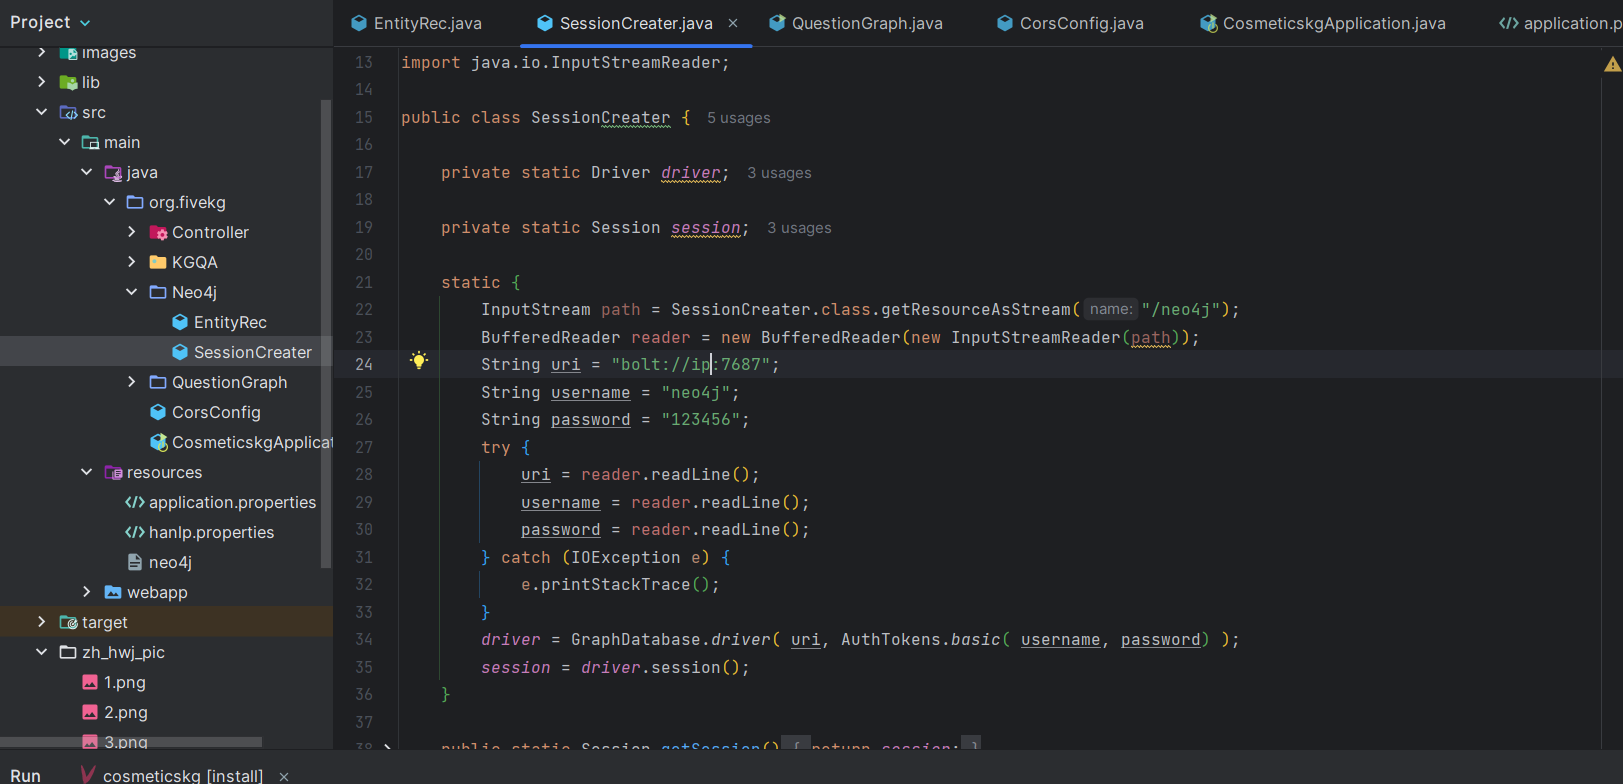 Project
EntityRec.java
SessionCreater.java
QuestionGraph.java
CorsConfig.java
CosmeticskgApplication.java
application.p
images
lib
src
main
java
org.fivekg
Controller
KGQA
Neo4j
EntityRec
SessionCreater
QuestionGraph
CorsConfig
CosmeticskgApplicat
resources
application.properties
hanlp.properties
neo4j
webapp
target
zh_hwj_pic
1.png
2.png
3.png
13 import java.io.InputStreamReader;
14
15 public class SessionCreater { 5 usages
16
17 private static Driver driver; 3 usages
18
19 private static Session session; 3 usages
20
21 static {
22 InputStream path = SessionCreater.class.getResourceAsStream( name: "/neo4j");
23 BufferedReader reader = new BufferedReader(new InputStreamReader(path));
24 String uri = "bolt://ip:7687";
25 String username = "neo4j";
26 String password = "123456";
27 try {
28 uri = reader.readLine();
29 username = reader.readLine();
30 password = reader.readLine();
31 } catch (IOException e) {
32 e.printStackTrace();
33 }
34 driver = GraphDatabase.driver( uri, AuthTokens.basic( username, password) );
35 session = driver.session();
36 }
37
38 public static Session getSession() { return session; }
Run
cosmeticskg [install]